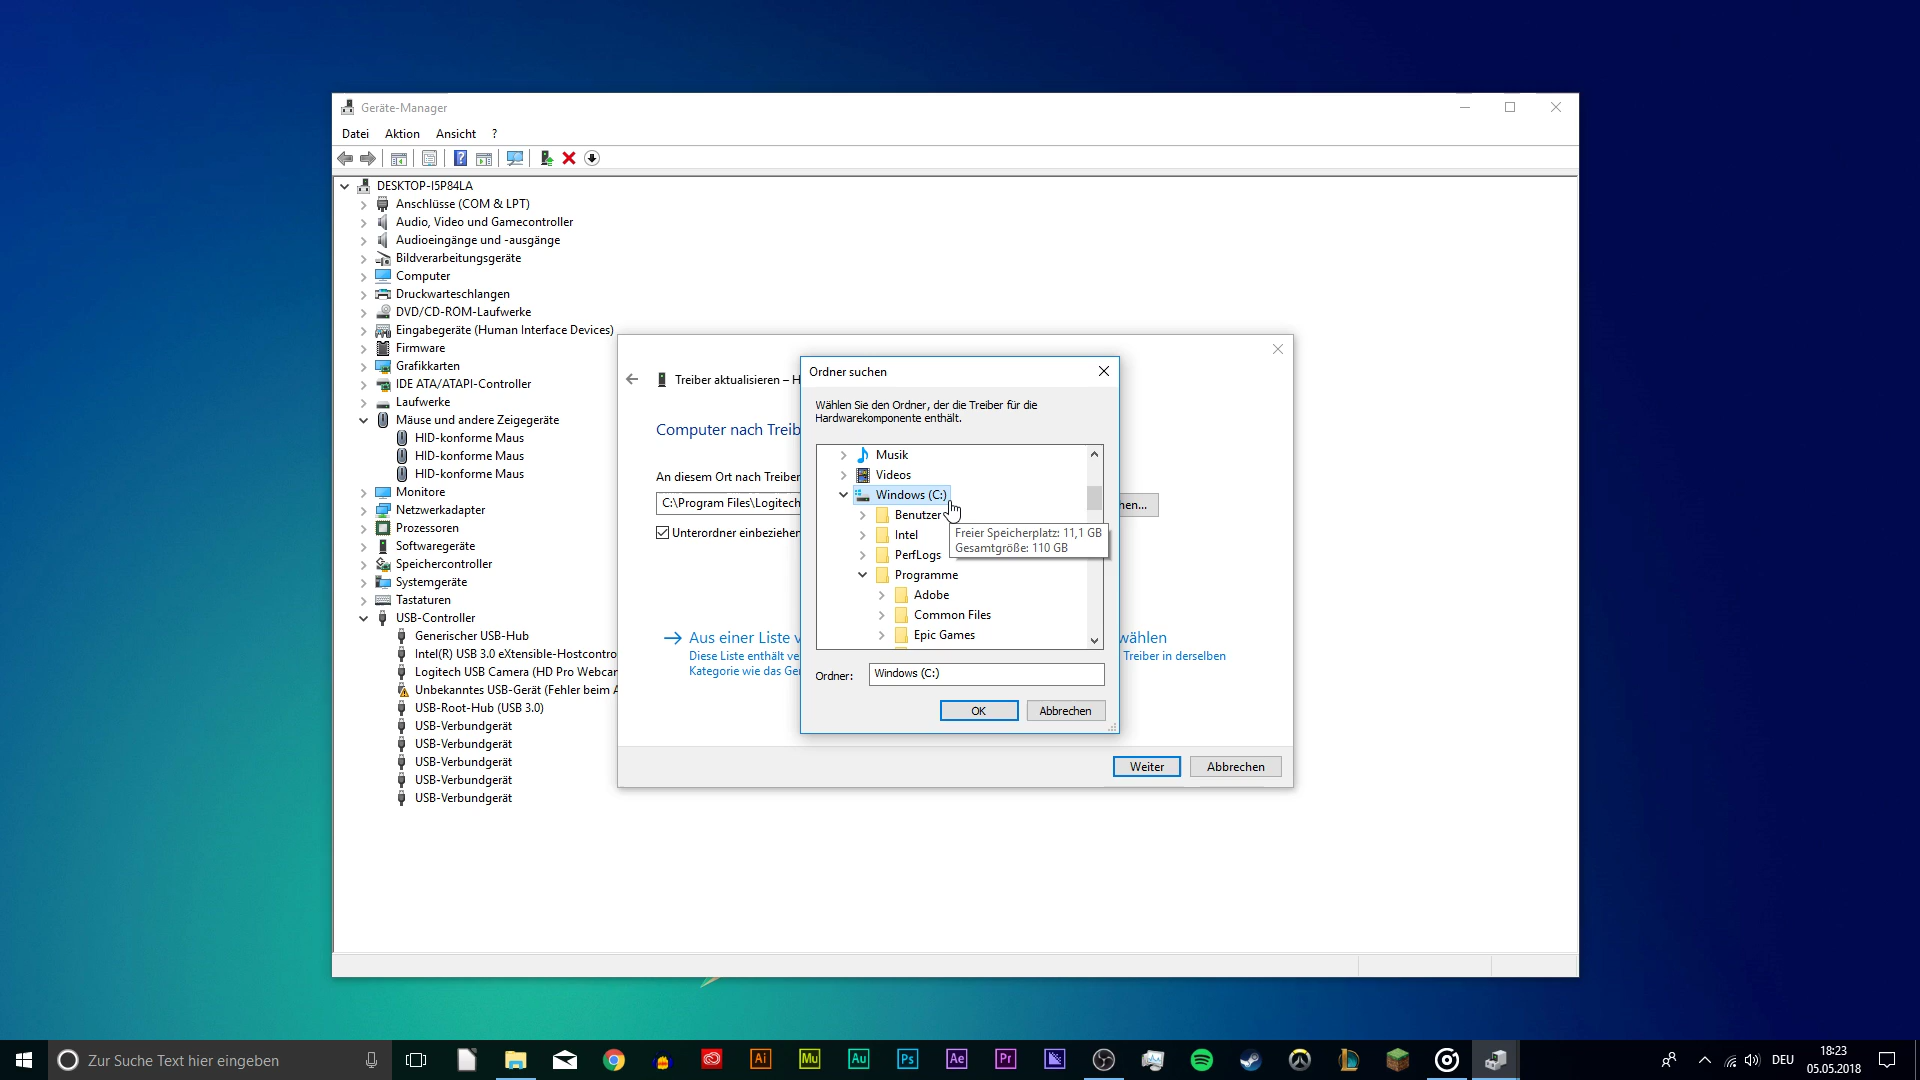 Geräte-Manager
Datei Aktion Ansicht ?
DESKTOP-I5P84LA
Anschlüsse (COM & LPT)
Audio, Video und Gamecontroller
Audioeingänge und -ausgänge
Bildverarbeitungsgeräte
Computer
Druckwarteschlangen
DVD/CD-ROM-Laufwerke
Eingabegeräte (Human Interface Devices)
Firmware
Grafikkarten
IDE ATA/ATAPI-Controller
Laufwerke
Mäuse und andere Zeigegeräte
HID-konforme Maus
HID-konforme Maus
HID-konforme Maus
Monitore
Netzwerkadapter
Prozessoren
Softwaregeräte
Speichercontroller
Systemgeräte
Tastaturen
USB-Controller
Generischer USB-Hub
Intel(R) USB 3.0 eXtensible-Hostcontro
Logitech USB Camera (HD Pro Webcar
Unbekanntes USB-Gerät (Fehler beim A
USB-Root-Hub (USB 3.0)
USB-Verbundgerät
USB-Verbundgerät
USB-Verbundgerät
USB-Verbundgerät
USB-Verbundgerät
Treiber aktualisieren – H
Computer nach Treib
An diesem Ort nach Treiber
C:\Program Files\Logitech
hen...
Unterordner einbeziehen
Aus einer Liste v
wählen
Diese Liste enthält ve
Treiber in derselben
Kategorie wie das Ger
Weiter Abbrechen
Ordner suchen
Wählen Sie den Ordner, der die Treiber für die
Hardwarekomponente enthält.
Musik
Videos
Windows (C:)
Benutzer
Intel
PerfLogs
Programme
Adobe
Common Files
Epic Games
Freier Speicherplatz: 11,1 GB
Gesamtgröße: 110 GB
Ordner: Windows (C:)
OK Abbrechen
Zur Suche Text hier eingeben
Ai Mu Au Ps Ae Pr
DEU
18:23
05.05.2018